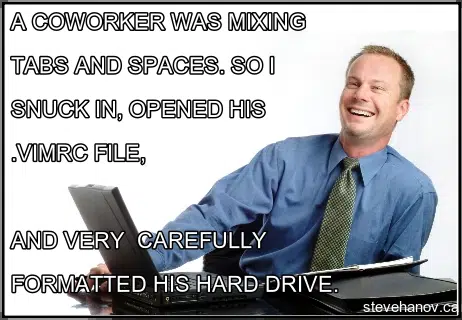 A COWORKER WAS MIXING
TABS AND SPACES. SO I
SNUCK IN, OPENED HIS
.VIMRC FILE,
AND VERY CAREFULLY
FORMATTED HIS HARD DRIVE.
stevehanov.ca